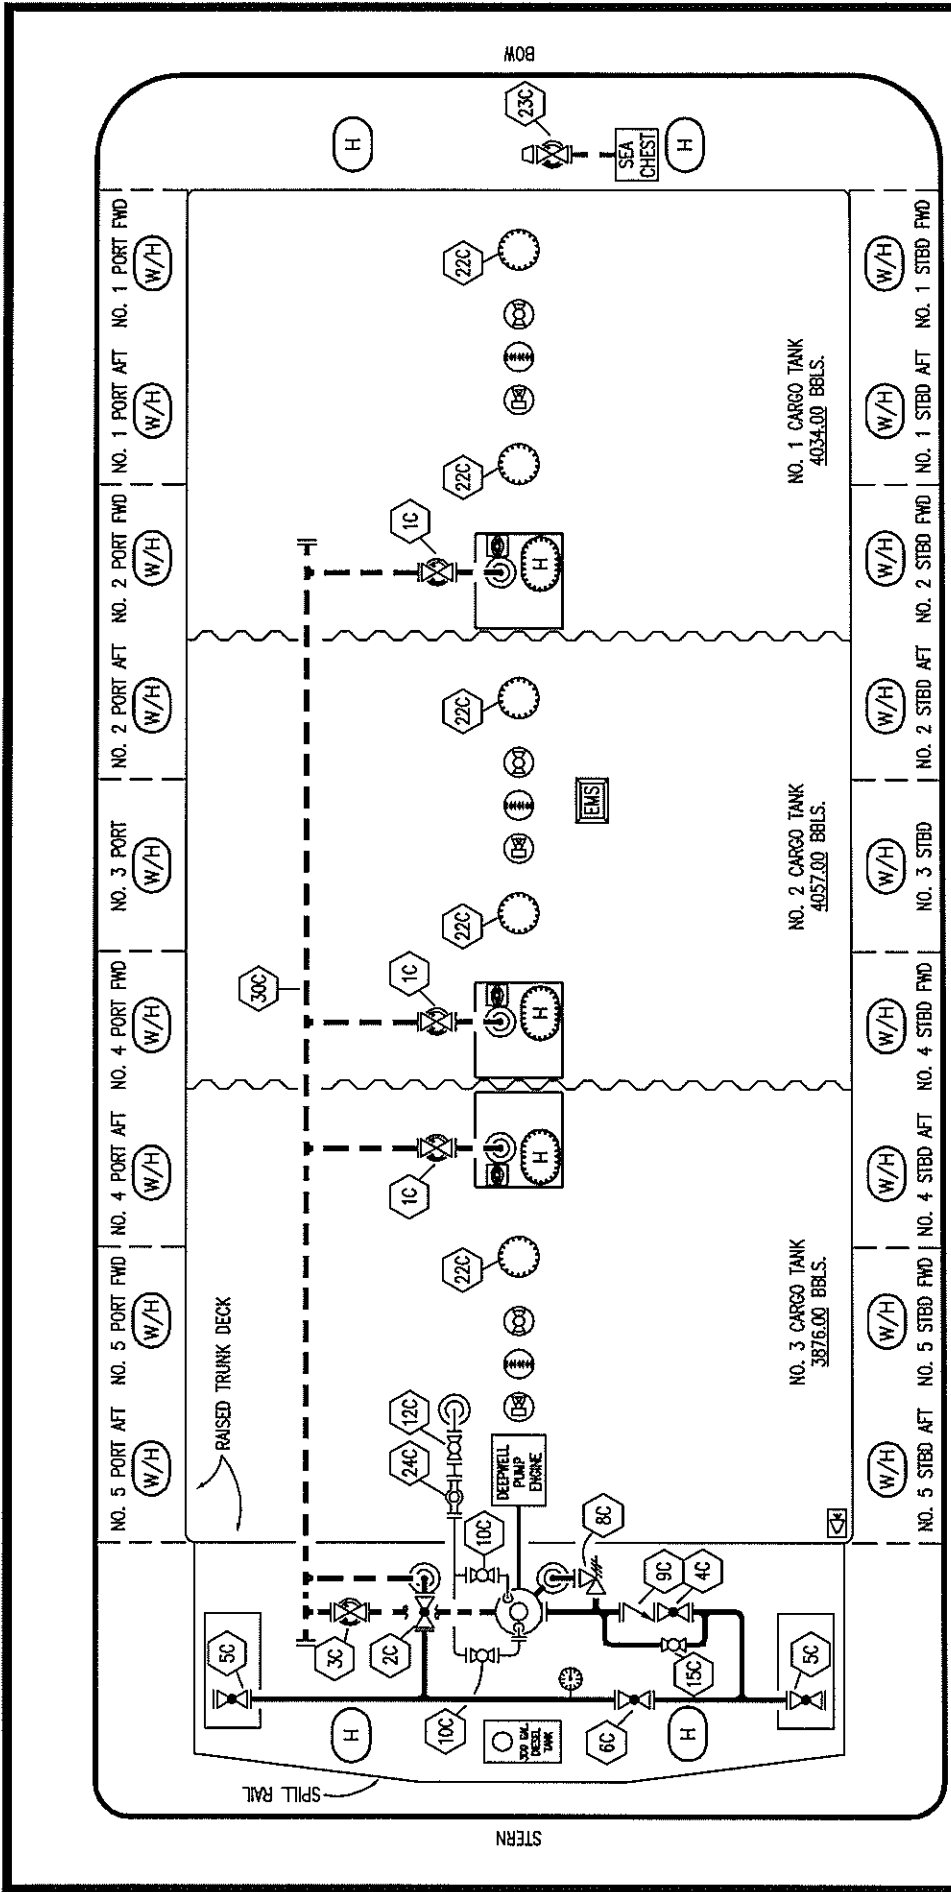 BOW
STERN
SPILL RAIL
RAISED TRUNK DECK
NO. 5 PORT AFT
NO. 5 PORT FWD
NO. 4 PORT AFT
NO. 4 PORT FWD
NO. 3 PORT
NO. 2 PORT AFT
NO. 2 PORT FWD
NO. 1 PORT AFT
NO. 1 PORT FWD
W/H
W/H
W/H
W/H
W/H
W/H
W/H
W/H
W/H
5C
3C
2C
10C
10C
24C
12C
30C
1C
1C
1C
22C
22C
22C
22C
22C
23C
H
H
H
H
H
H
H
SEA
CHEST
300 GAL.
DIESEL
TANK
DEEPWELL
PUMP
ENGINE
EMS
8C
9C
4C
15C
6C
5C
NO. 3 CARGO TANK
3876.00 BBLS.
NO. 2 CARGO TANK
4057.00 BBLS.
NO. 1 CARGO TANK
4034.00 BBLS.
W/H
W/H
W/H
W/H
W/H
W/H
W/H
W/H
W/H
NO. 5 STBD AFT
NO. 5 STBD FWD
NO. 4 STBD AFT
NO. 4 STBD FWD
NO. 3 STBD
NO. 2 STBD AFT
NO. 2 STBD FWD
NO. 1 STBD AFT
NO. 1 STBD FWD